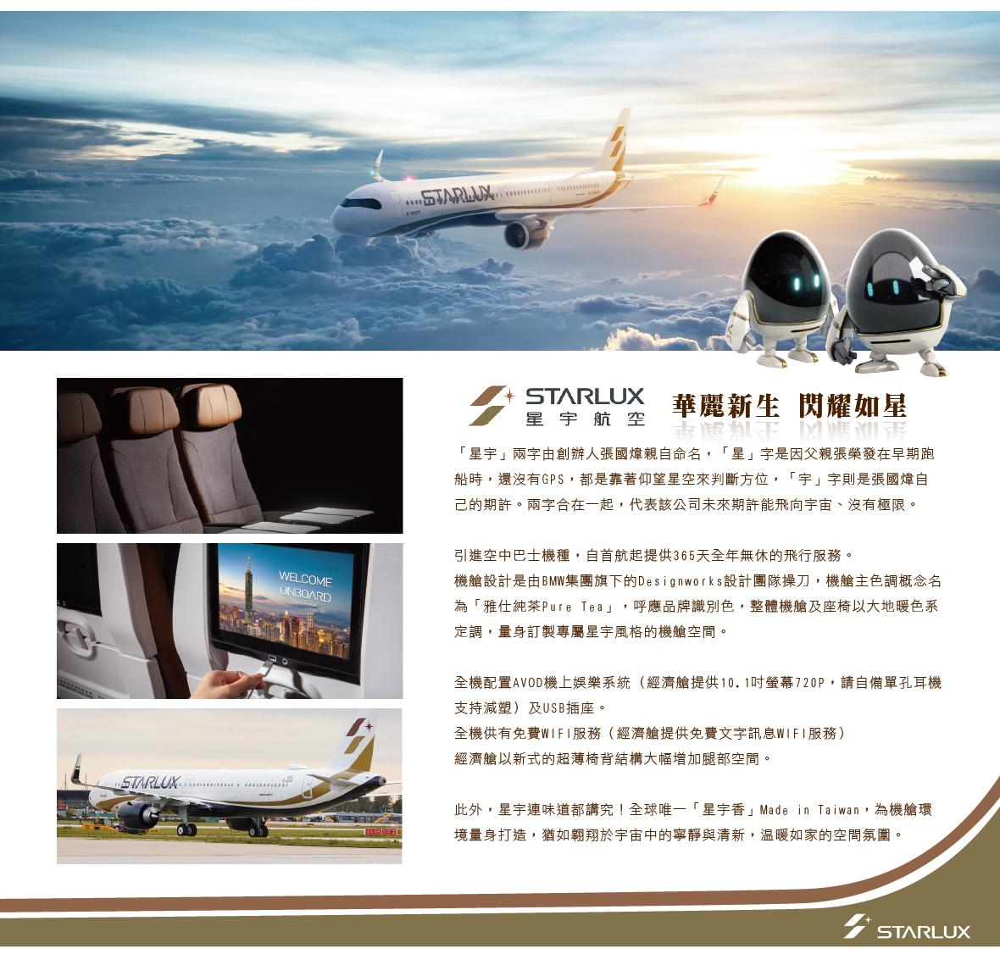 STARLUX
STARLUX
星宇航空
華麗新生 閃耀如星
「星宇」兩字由創辦人張國煒親自命名，「星」字是因父親張榮發在早期跑
船時，還沒有GPS，都是靠著仰望星空來判斷方位，「宇」字則是張國煒自
己的期許。兩字合在一起，代表該公司未來期許能飛向宇宙、沒有極限。
引進空中巴士機種，自首航起提供365天全年無休的飛行服務。
機艙設計是由BMW集團旗下的Designworks設計團隊操刀，機艙主色調概念名
為「雅仕純茶Pure Tea」，呼應品牌識別色，整體機艙及座椅以大地暖色系
定調，量身訂製專屬星宇風格的機艙空間。
全機配置AVOD機上娛樂系統（經濟艙提供10.1吋螢幕720P，請自備單孔耳機
支持減塑）及USB插座。
全機供有免費WIFI服務（經濟艙提供免費文字訊息WIFI服務）
經濟艙以新式的超薄椅背結構大幅增加腿部空間。
此外，星宇連味道都講究！全球唯一「星宇香」Made in Taiwan，為機艙環
境量身打造，猶如翱翔於宇宙中的寧靜與清新，温暖如家的空間氛圍。
WELCOME
ONBOARD
STARLUX
STARLUX